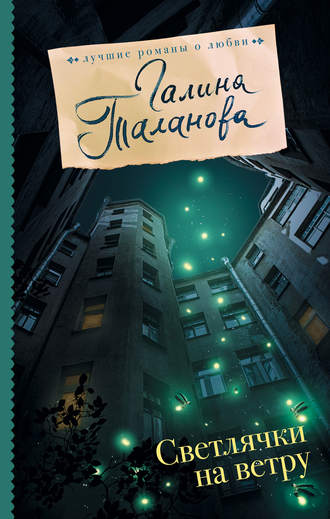 лучшие романы о любви
Галина
Таланова
Светлячки
на ветру